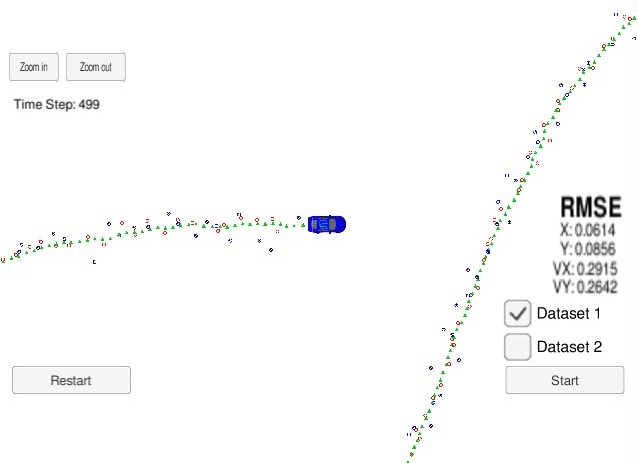 Zoom in
Zoom out
Time Step: 499
RMSE
X: 0.0614
Y: 0.0856
VX: 0.2915
VY: 0.2642
Dataset 1
Dataset 2
Restart
Start